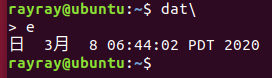 rayray@ubuntu:~$ dat\
> e
日  3月  8 06:44:02 PDT 2020
rayray@ubuntu:~$